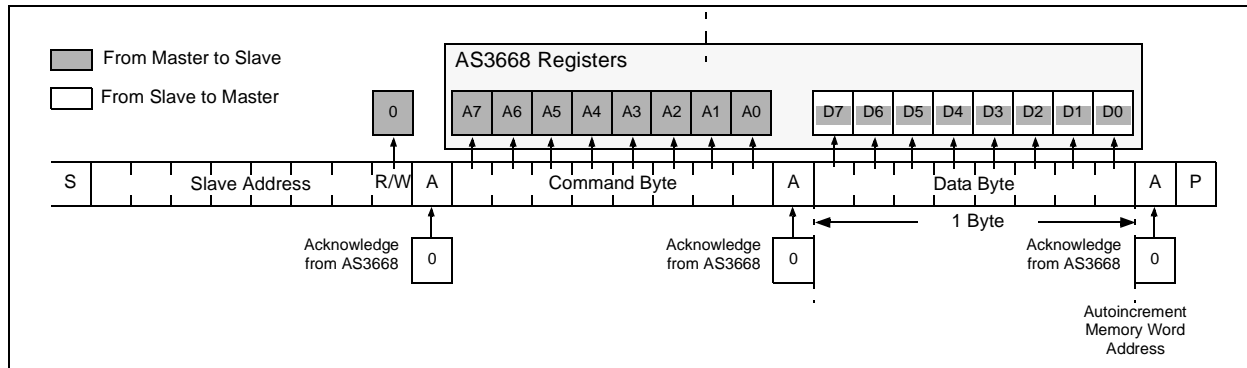 From Master to Slave
From Slave to Master
AS3668 Registers
0 A7 A6 A5 A4 A3 A2 A1 A0 D7 D6 D5 D4 D3 D2 D1 D0
S Slave Address R/W A Command Byte A Data Byte A P
1 Byte
Acknowledge
from AS3668
0
Acknowledge
from AS3668
0
Acknowledge
from AS3668
0
Autoincrement
Memory Word
Address